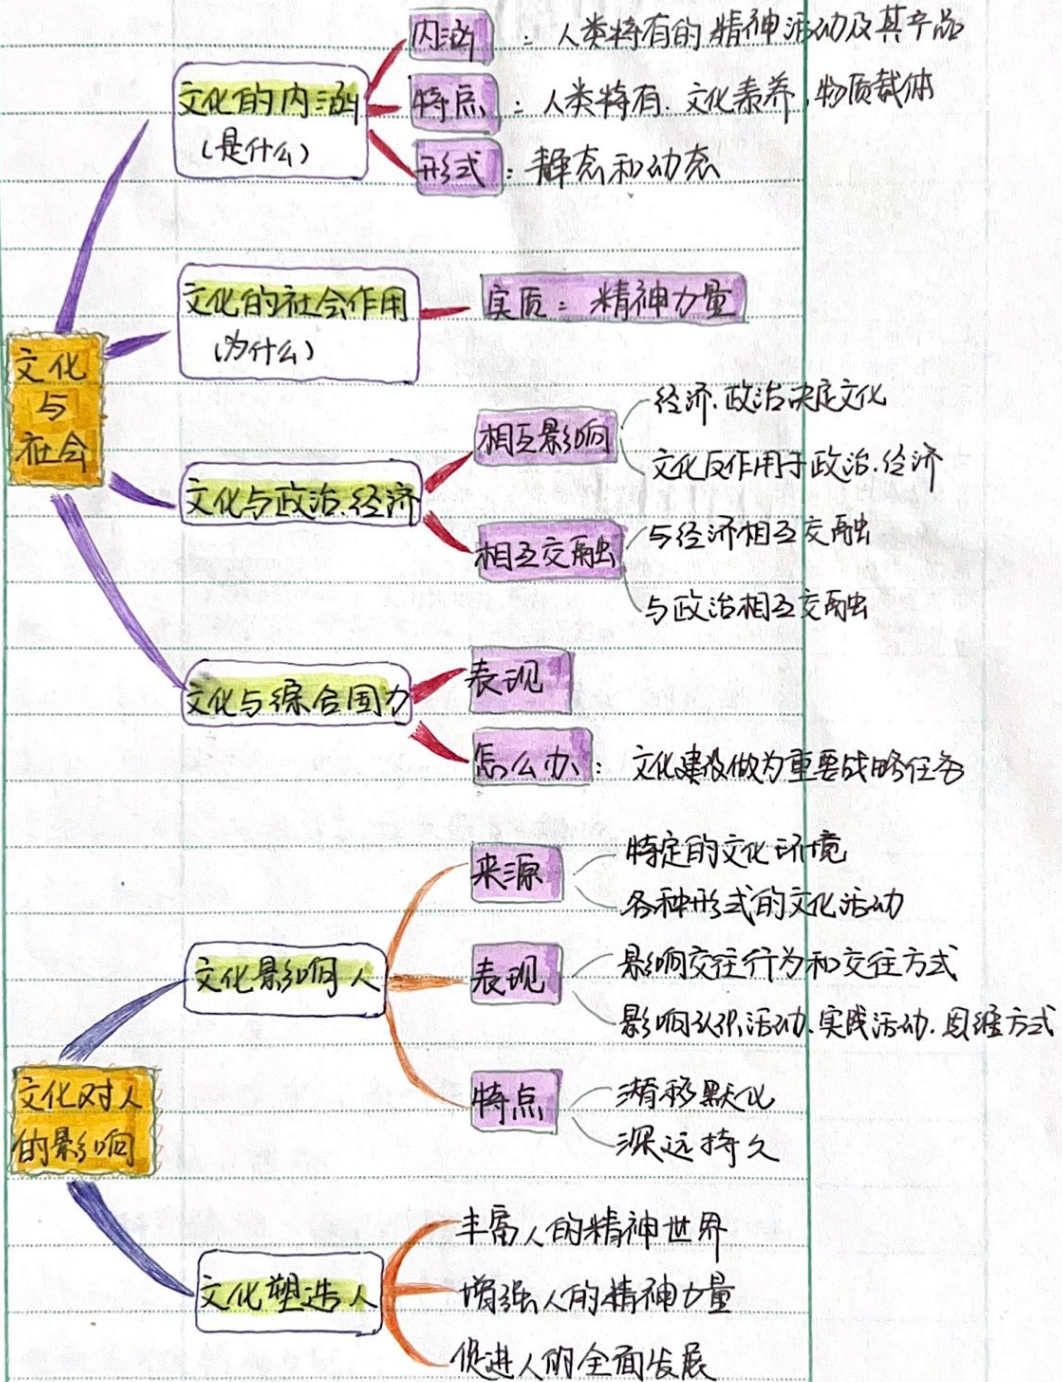 文化
与
社会
文化的内涵
(是什么)
内涵：人类特有的精神活动及其产品
特点：人类特有、文化素养，物质载体
形式：静态和动态
文化的社会作用
(为什么)
实质：精神力量
文化与政治、经济
相互影响
经济、政治决定文化
文化反作用于政治、经济
相互交融
与经济相互交融
与政治相互交融
文化与综合国力
表现
怎么办：文化建设做为重要战略任务
文化对人
的影响
文化影响人
来源
特定的文化环境
各种形式的文化活动
表现
影响交往行为和交往方式
影响认识活动、实践活动、思维方式
特点
潜移默化
深远持久
文化塑造人
丰富人的精神世界
增强人的精神力量
促进人的全面发展